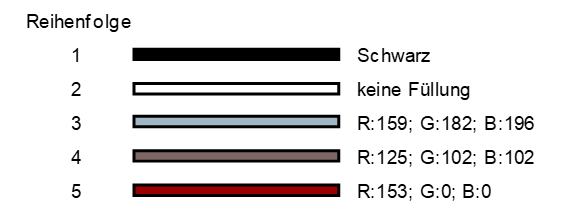 Reihenfolge
1 Schwarz
2 keine Füllung
3 R:159; G:182; B:196
4 R:125; G:102; B:102
5 R:153; G:0; B:0